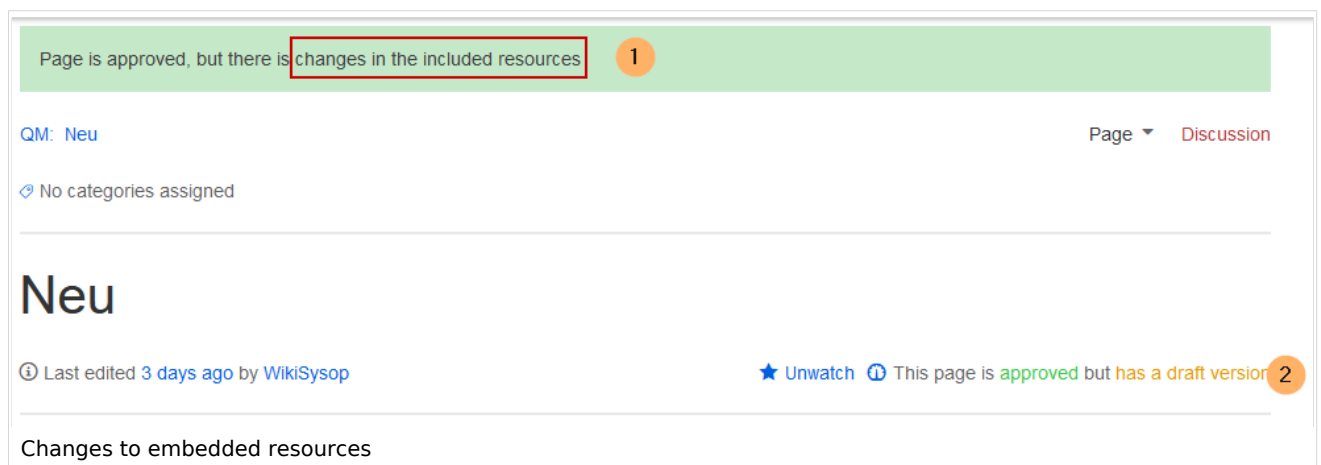 Page is approved, but there is changes in the included resources 1
QM: Neu Page Discussion
No categories assigned
Neu
Last edited 3 days ago by WikiSysop Unwatch This page is approved but has a draft version 2
Changes to embedded resources